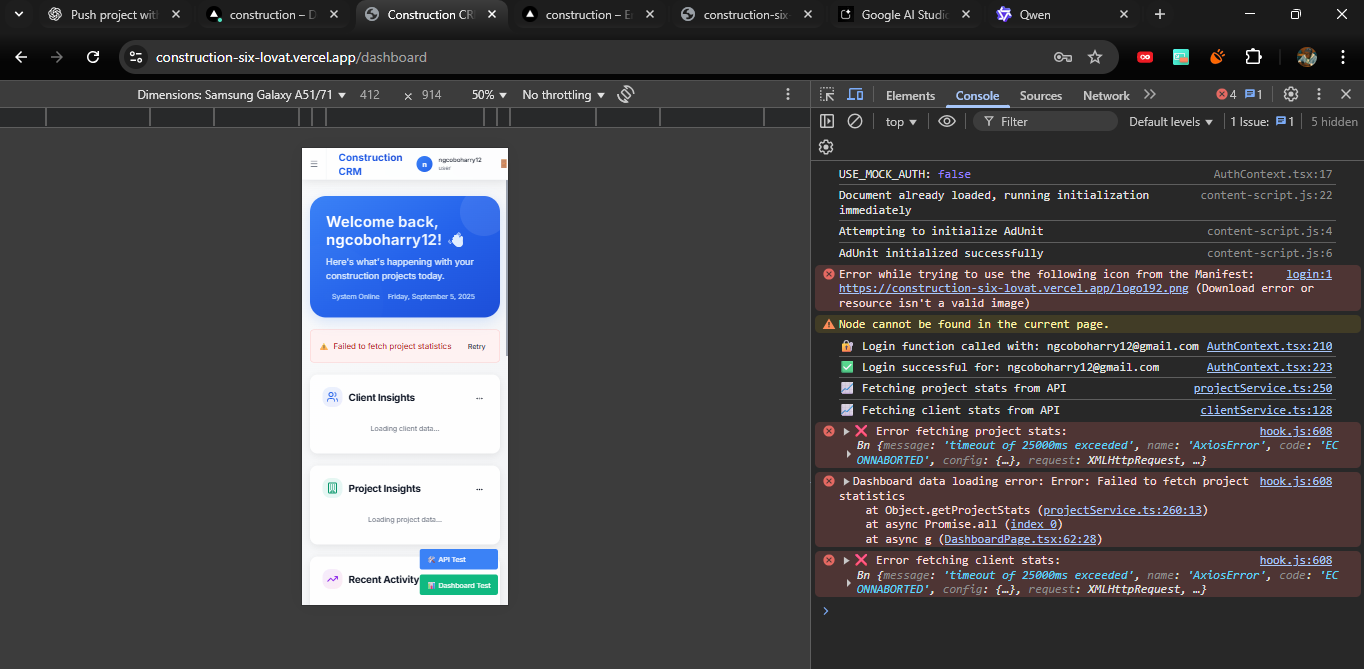 Push project with
construction – D
Construction CR
construction – E
construction-six-
Google AI Studio
Qwen
construction-six-lovat.vercel.app/dashboard
Dimensions: Samsung Galaxy A51/71 412 × 914 50% No throttling
Construction CRM
n
ngcoboharry12
user
Welcome back,
ngcoboharry12! 👋
Here's what's happening with your
construction projects today.
System Online Friday, September 5, 2025
⚠ Failed to fetch project statistics Retry
Client Insights ...
Loading client data...
Project Insights ...
Loading project data...
API Test
Recent Activity
Dashboard Test
Elements Console Sources Network 4 1
top Filter Default levels 1 Issue: 1 5 hidden
USE_MOCK_AUTH: false AuthContext.tsx:17
Document already loaded, running initialization content-script.js:22
immediately
Attempting to initialize AdUnit content-script.js:4
AdUnit initialized successfully content-script.js:6
Error while trying to use the following icon from the Manifest: login:1
https://construction-six-lovat.vercel.app/logo192.png (Download error or
resource isn't a valid image)
Node cannot be found in the current page.
🔐 Login function called with: ngcoboharry12@gmail.com AuthContext.tsx:210
✅ Login successful for: ngcoboharry12@gmail.com AuthContext.tsx:223
📈 Fetching project stats from API projectService.ts:250
📈 Fetching client stats from API clientService.ts:128
❌ Error fetching project stats: hook.js:608
Bn {message: 'timeout of 25000ms exceeded', name: 'AxiosError', code: 'EC
ONNABORTED', config: {…}, request: XMLHttpRequest, …}
Dashboard data loading error: Error: Failed to fetch project hook.js:608
statistics
at Object.getProjectStats (projectService.ts:260:13)
at async Promise.all (index 0)
at async g (DashboardPage.tsx:62:28)
❌ Error fetching client stats: hook.js:608
Bn {message: 'timeout of 25000ms exceeded', name: 'AxiosError', code: 'EC
ONNABORTED', config: {…}, request: XMLHttpRequest, …}